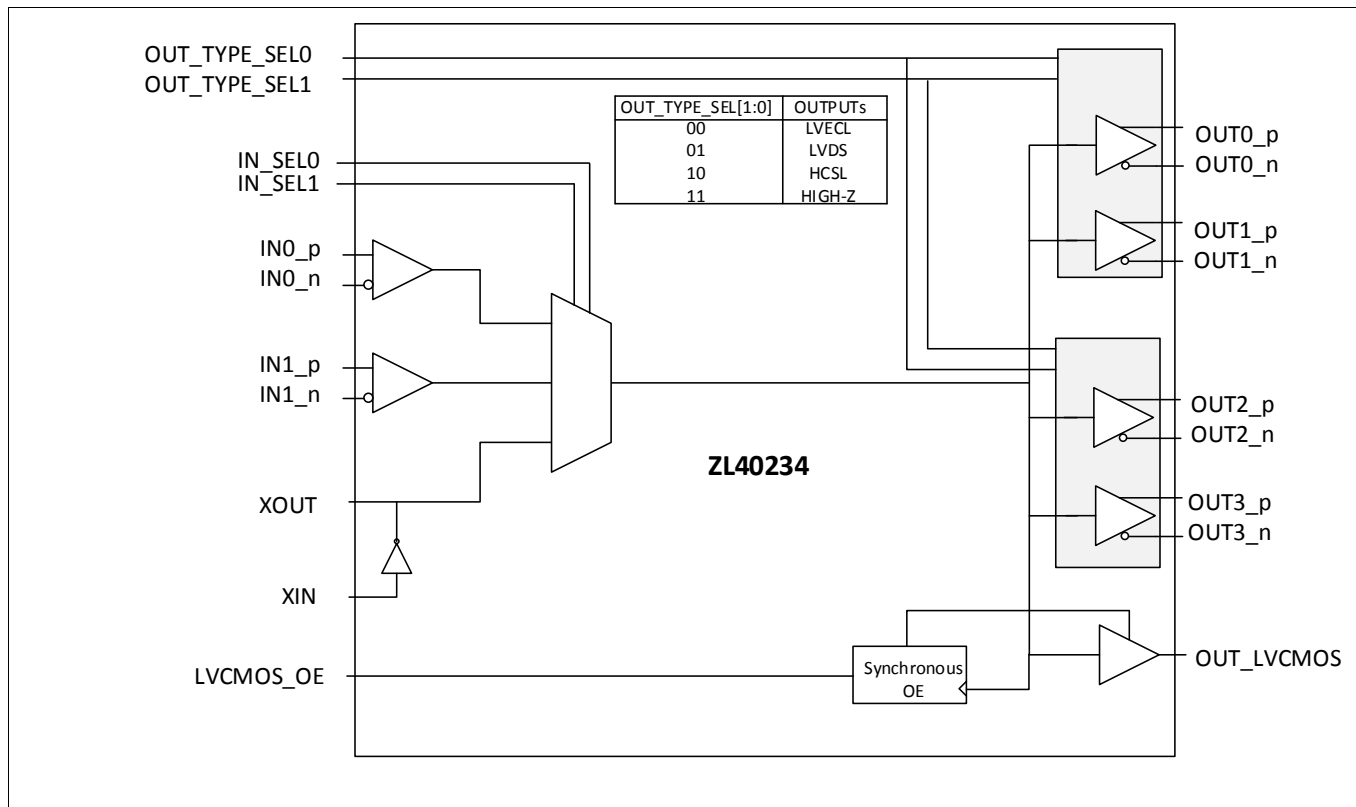 OUT_TYPE_SEL0
OUT_TYPE_SEL1
OUT_TYPE_SEL[1:0] OUTPUTs
00 LVECL
01 LVDS
10 HCSL
11 HIGH-Z
OUT0_p
OUT0_n
IN_SEL0
IN_SEL1
OUT1_p
OUT1_n
IN0_p
IN0_n
IN1_p
IN1_n
OUT2_p
OUT2_n
ZL40234
XOUT
OUT3_p
OUT3_n
XIN
LVCMOS_OE
Synchronous
OE
OUT_LVCMOS